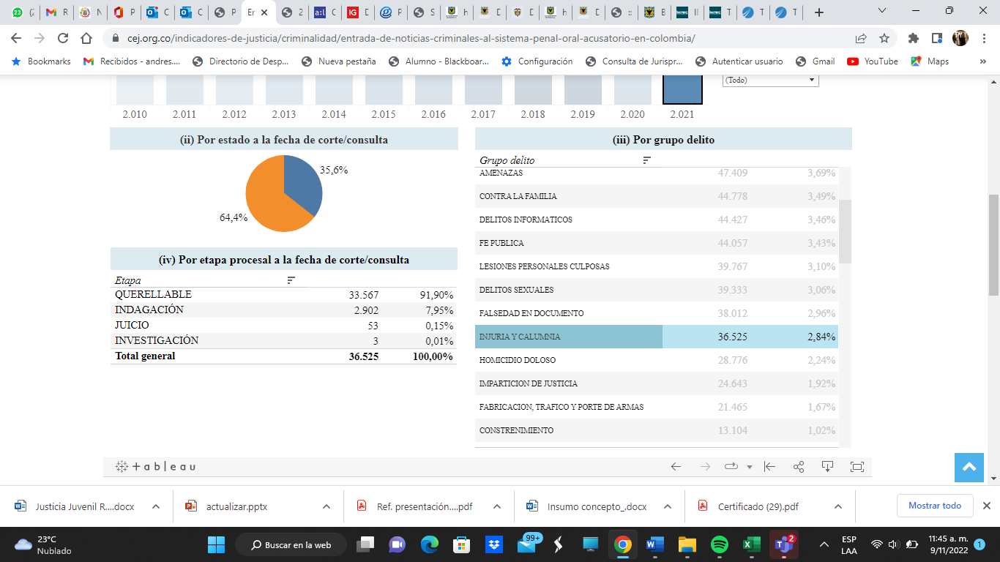 23 (2 R N P C C P Er 2 C D P S h D D h D :: B II T T T
cej.org.co/indicadores-de-justicia/criminalidad/entrada-de-noticias-criminales-al-sistema-penal-oral-acusatorio-en-colombia/
Bookmarks Recibidos - andres.... Directorio de Desp... Nueva pestaña Alumno - Blackboar... Configuración Consulta de Jurispr... Autenticar usuario Gmail YouTube Maps »
(Todo)
2.010 2.011 2.012 2.013 2.014 2.015 2.016 2.017 2.018 2.019 2.020 2.021
(ii) Por estado a la fecha de corte/consulta
35,6%
64,4%
(iv) Por etapa procesal a la fecha de corte/consulta
Etapa
QUERELLABLE 33.567 91,90%
INDAGACIÓN 2.902 7,95%
JUICIO 53 0,15%
INVESTIGACIÓN 3 0,01%
Total general 36.525 100,00%
(iii) Por grupo delito
Grupo delito
AMENAZAS 47.409 3,69%
CONTRA LA FAMILIA 44.778 3,49%
DELITOS INFORMATICOS 44.427 3,46%
FE PUBLICA 44.057 3,43%
LESIONES PERSONALES CULPOSAS 39.767 3,10%
DELITOS SEXUALES 39.333 3,06%
FALSEDAD EN DOCUMENTO 38.012 2,96%
INJURIA Y CALUMNIA 36.525 2,84%
HOMICIDIO DOLOSO 28.776 2,24%
IMPARTICION DE JUSTICIA 24.643 1,92%
FABRICACION, TRAFICO Y PORTE DE ARMAS 21.465 1,67%
CONSTRENIMIENTO 13.104 1,02%
+ableau
Justicia Juvenil R....docx actualizar.pptx Ref. presentación....pdf Insumo concepto_.docx Certificado (29).pdf Mostrar todo
23°C
Nublado
Buscar en la web
99+
2
ESP
LAA
11:45 a. m.
9/11/2022
1